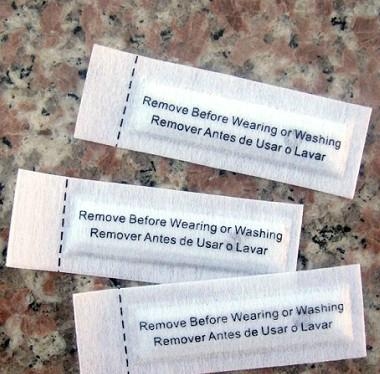 Remove Before Wearing or Washing
Remover Antes de Usar o Lavar
Remove Before Wearing or Washing
Remover Antes de Usar o Lavar
Remove Before Wearing or Washing
Remover Antes de Usar o Lavar